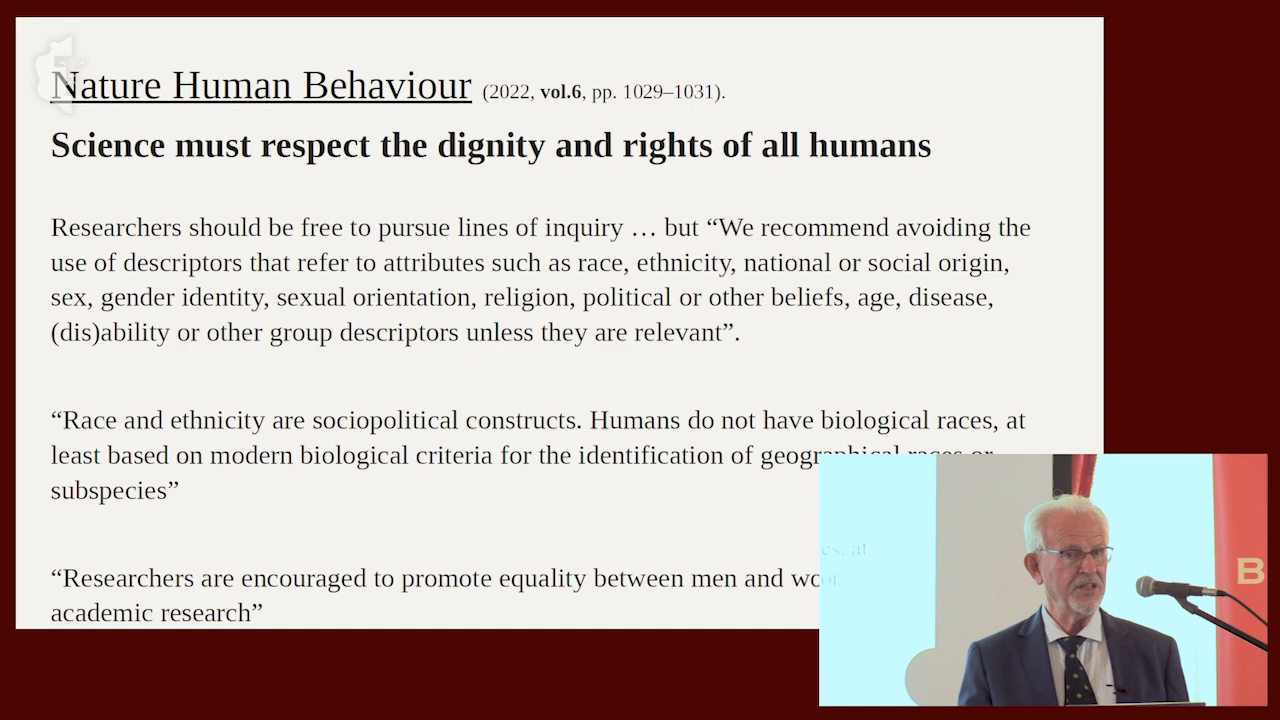 Nature Human Behaviour (2022, vol.6, pp. 1029–1031).
Science must respect the dignity and rights of all humans
Researchers should be free to pursue lines of inquiry … but “We recommend avoiding the
use of descriptors that refer to attributes such as race, ethnicity, national or social origin,
sex, gender identity, sexual orientation, religion, political or other beliefs, age, disease,
(dis)ability or other group descriptors unless they are relevant”.
“Race and ethnicity are sociopolitical constructs. Humans do not have biological races, at
least based on modern biological criteria for the identification of geographical races or
subspecies”
“Researchers are encouraged to promote equality between men and
academic research”
B